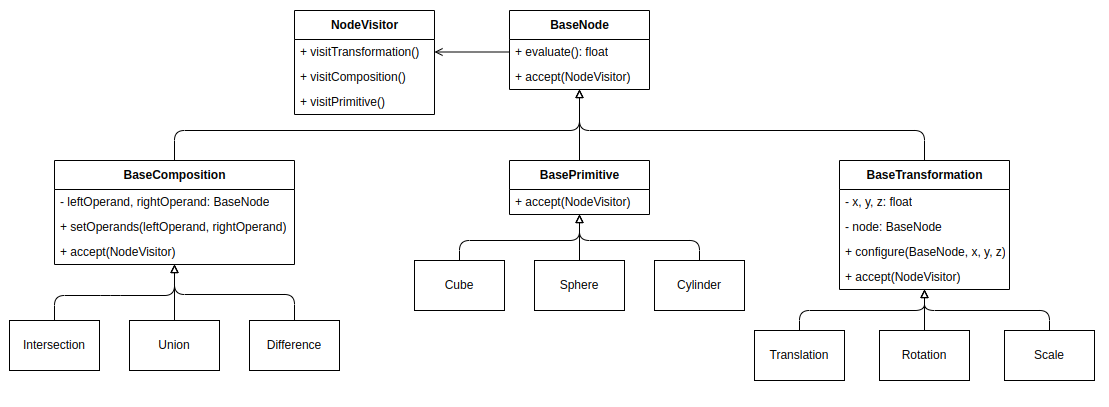 NodeVisitor
+ visitTransformation()
+ visitComposition()
+ visitPrimitive()
BaseNode
+ evaluate(): float
+ accept(NodeVisitor)
BaseComposition
- leftOperand, rightOperand: BaseNode
+ setOperands(leftOperand, rightOperand)
+ accept(NodeVisitor)
BasePrimitive
+ accept(NodeVisitor)
BaseTransformation
- x, y, z: float
- node: BaseNode
+ configure(BaseNode, x, y, z)
+ accept(NodeVisitor)
Cube
Sphere
Cylinder
Intersection
Union
Difference
Translation
Rotation
Scale